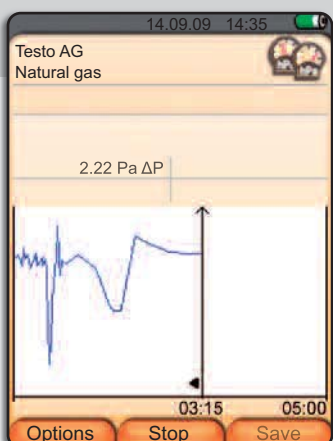 14.09.09 14:35
Testo AG
Natural gas
2.22 Pa ΔP
03:15 05:00
Options Stop Save